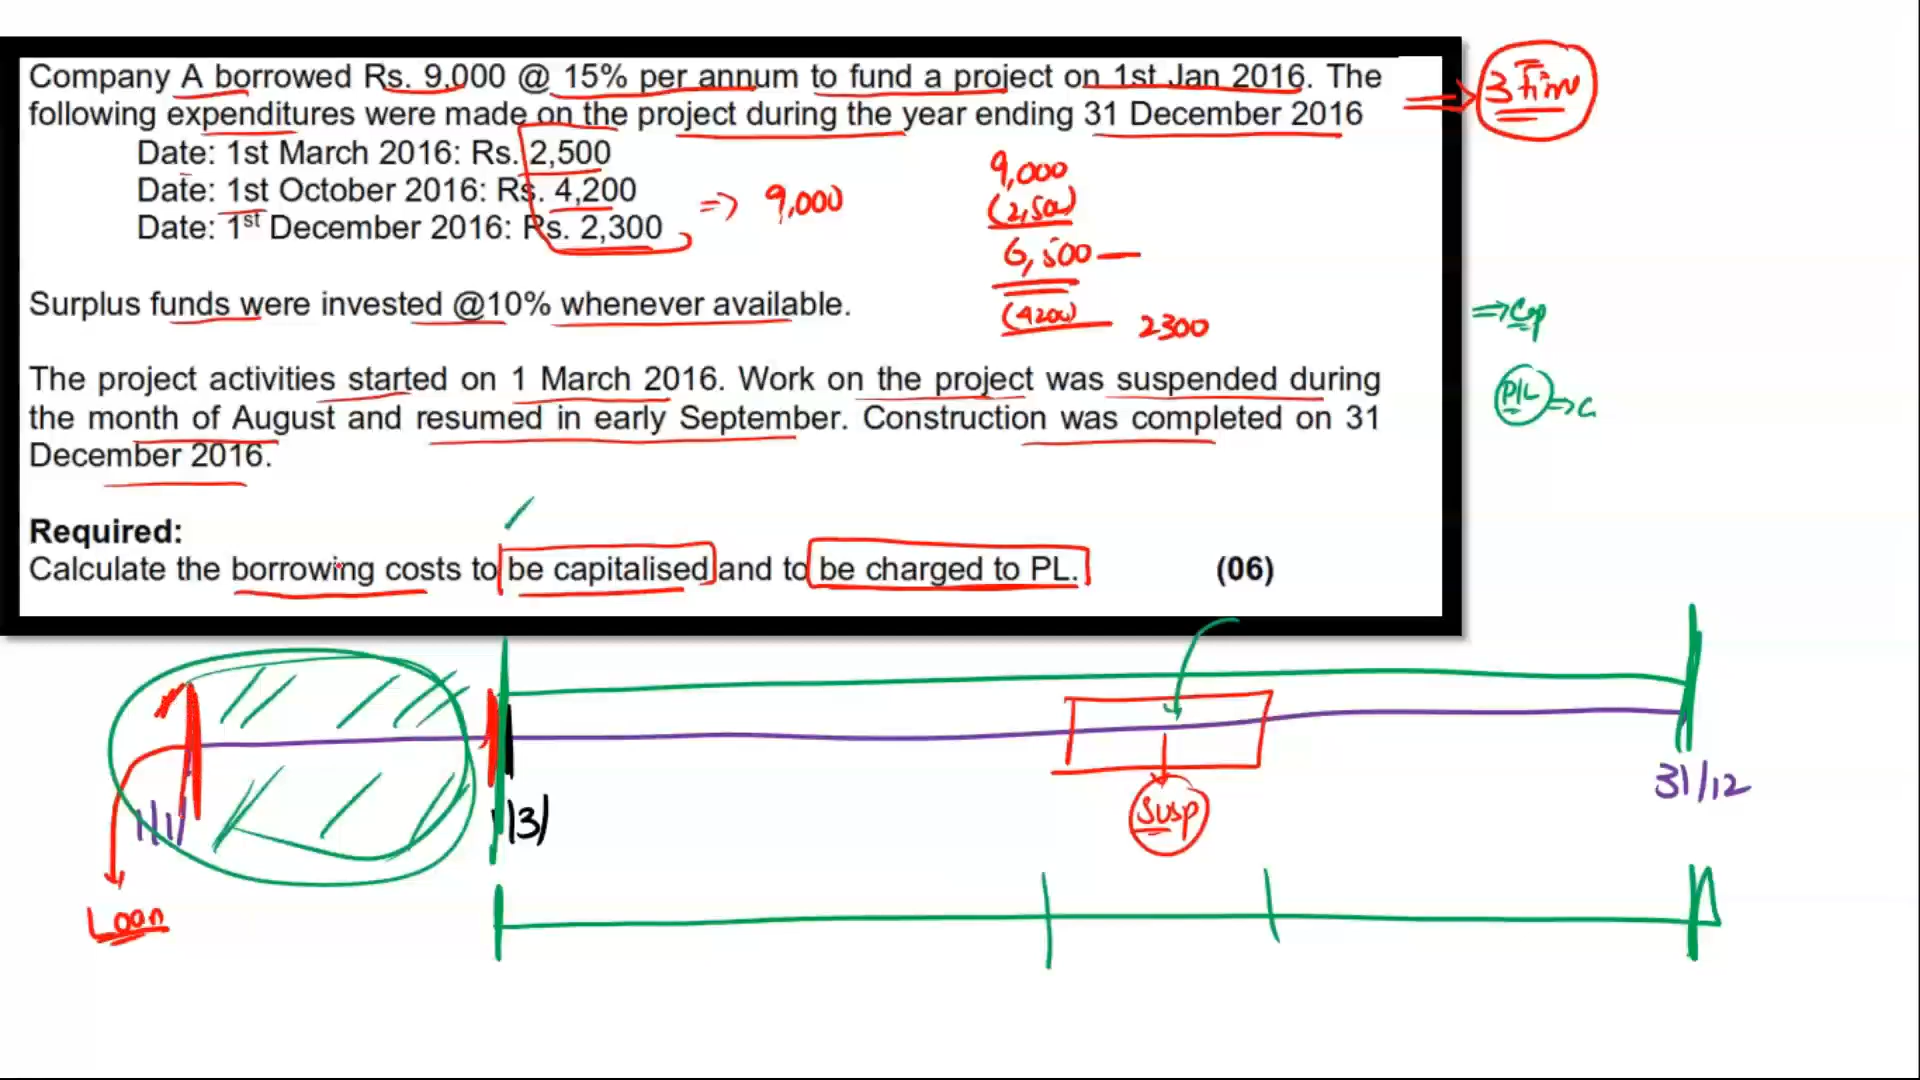 Company A borrowed Rs. 9,000 @ 15% per annum to fund a project on 1st Jan 2016. The
following expenditures were made on the project during the year ending 31 December 2016
Date: 1st March 2016: Rs. 2,500
Date: 1st October 2016: Rs. 4,200
Date: 1st December 2016: Rs. 2,300
=> 9,000
9,000
(2,500)
6,500
(4200)
2300
Surplus funds were invested @10% whenever available.
The project activities started on 1 March 2016. Work on the project was suspended during
the month of August and resumed in early September. Construction was completed on 31
December 2016.
Required:
Calculate the borrowing costs to be capitalised and to be charged to PL. (06)
=> Cap
P/L
1/1/
1/3/
Susp
31/12
Loan